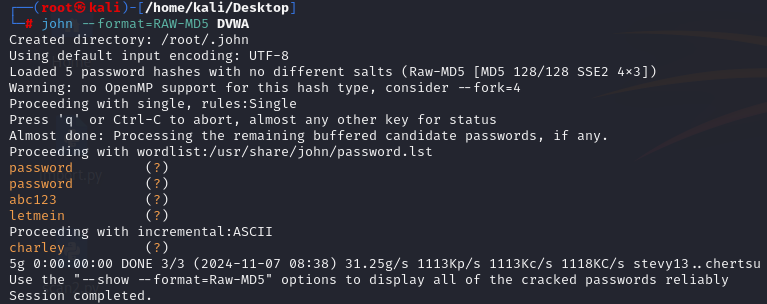 ┌──(root㉿kali)-[/home/kali/Desktop]
└─# john --format=RAW-MD5 DVWA
Created directory: /root/.john
Using default input encoding: UTF-8
Loaded 5 password hashes with no different salts (Raw-MD5 [MD5 128/128 SSE2 4×3])
Warning: no OpenMP support for this hash type, consider --fork=4
Proceeding with single, rules:Single
Press 'q' or Ctrl-C to abort, almost any other key for status
Almost done: Processing the remaining buffered candidate passwords, if any.
Proceeding with wordlist:/usr/share/john/password.lst
password         (?)
password         (?)
abc123           (?)
letmein          (?)
Proceeding with incremental:ASCII
charley          (?)
5g 0:00:00:00 DONE 3/3 (2024-11-07 08:38) 31.25g/s 1113Kp/s 1113Kc/s 1118KC/s stevy13..chertsu
Use the "--show --format=Raw-MD5" options to display all of the cracked passwords reliably
Session completed.